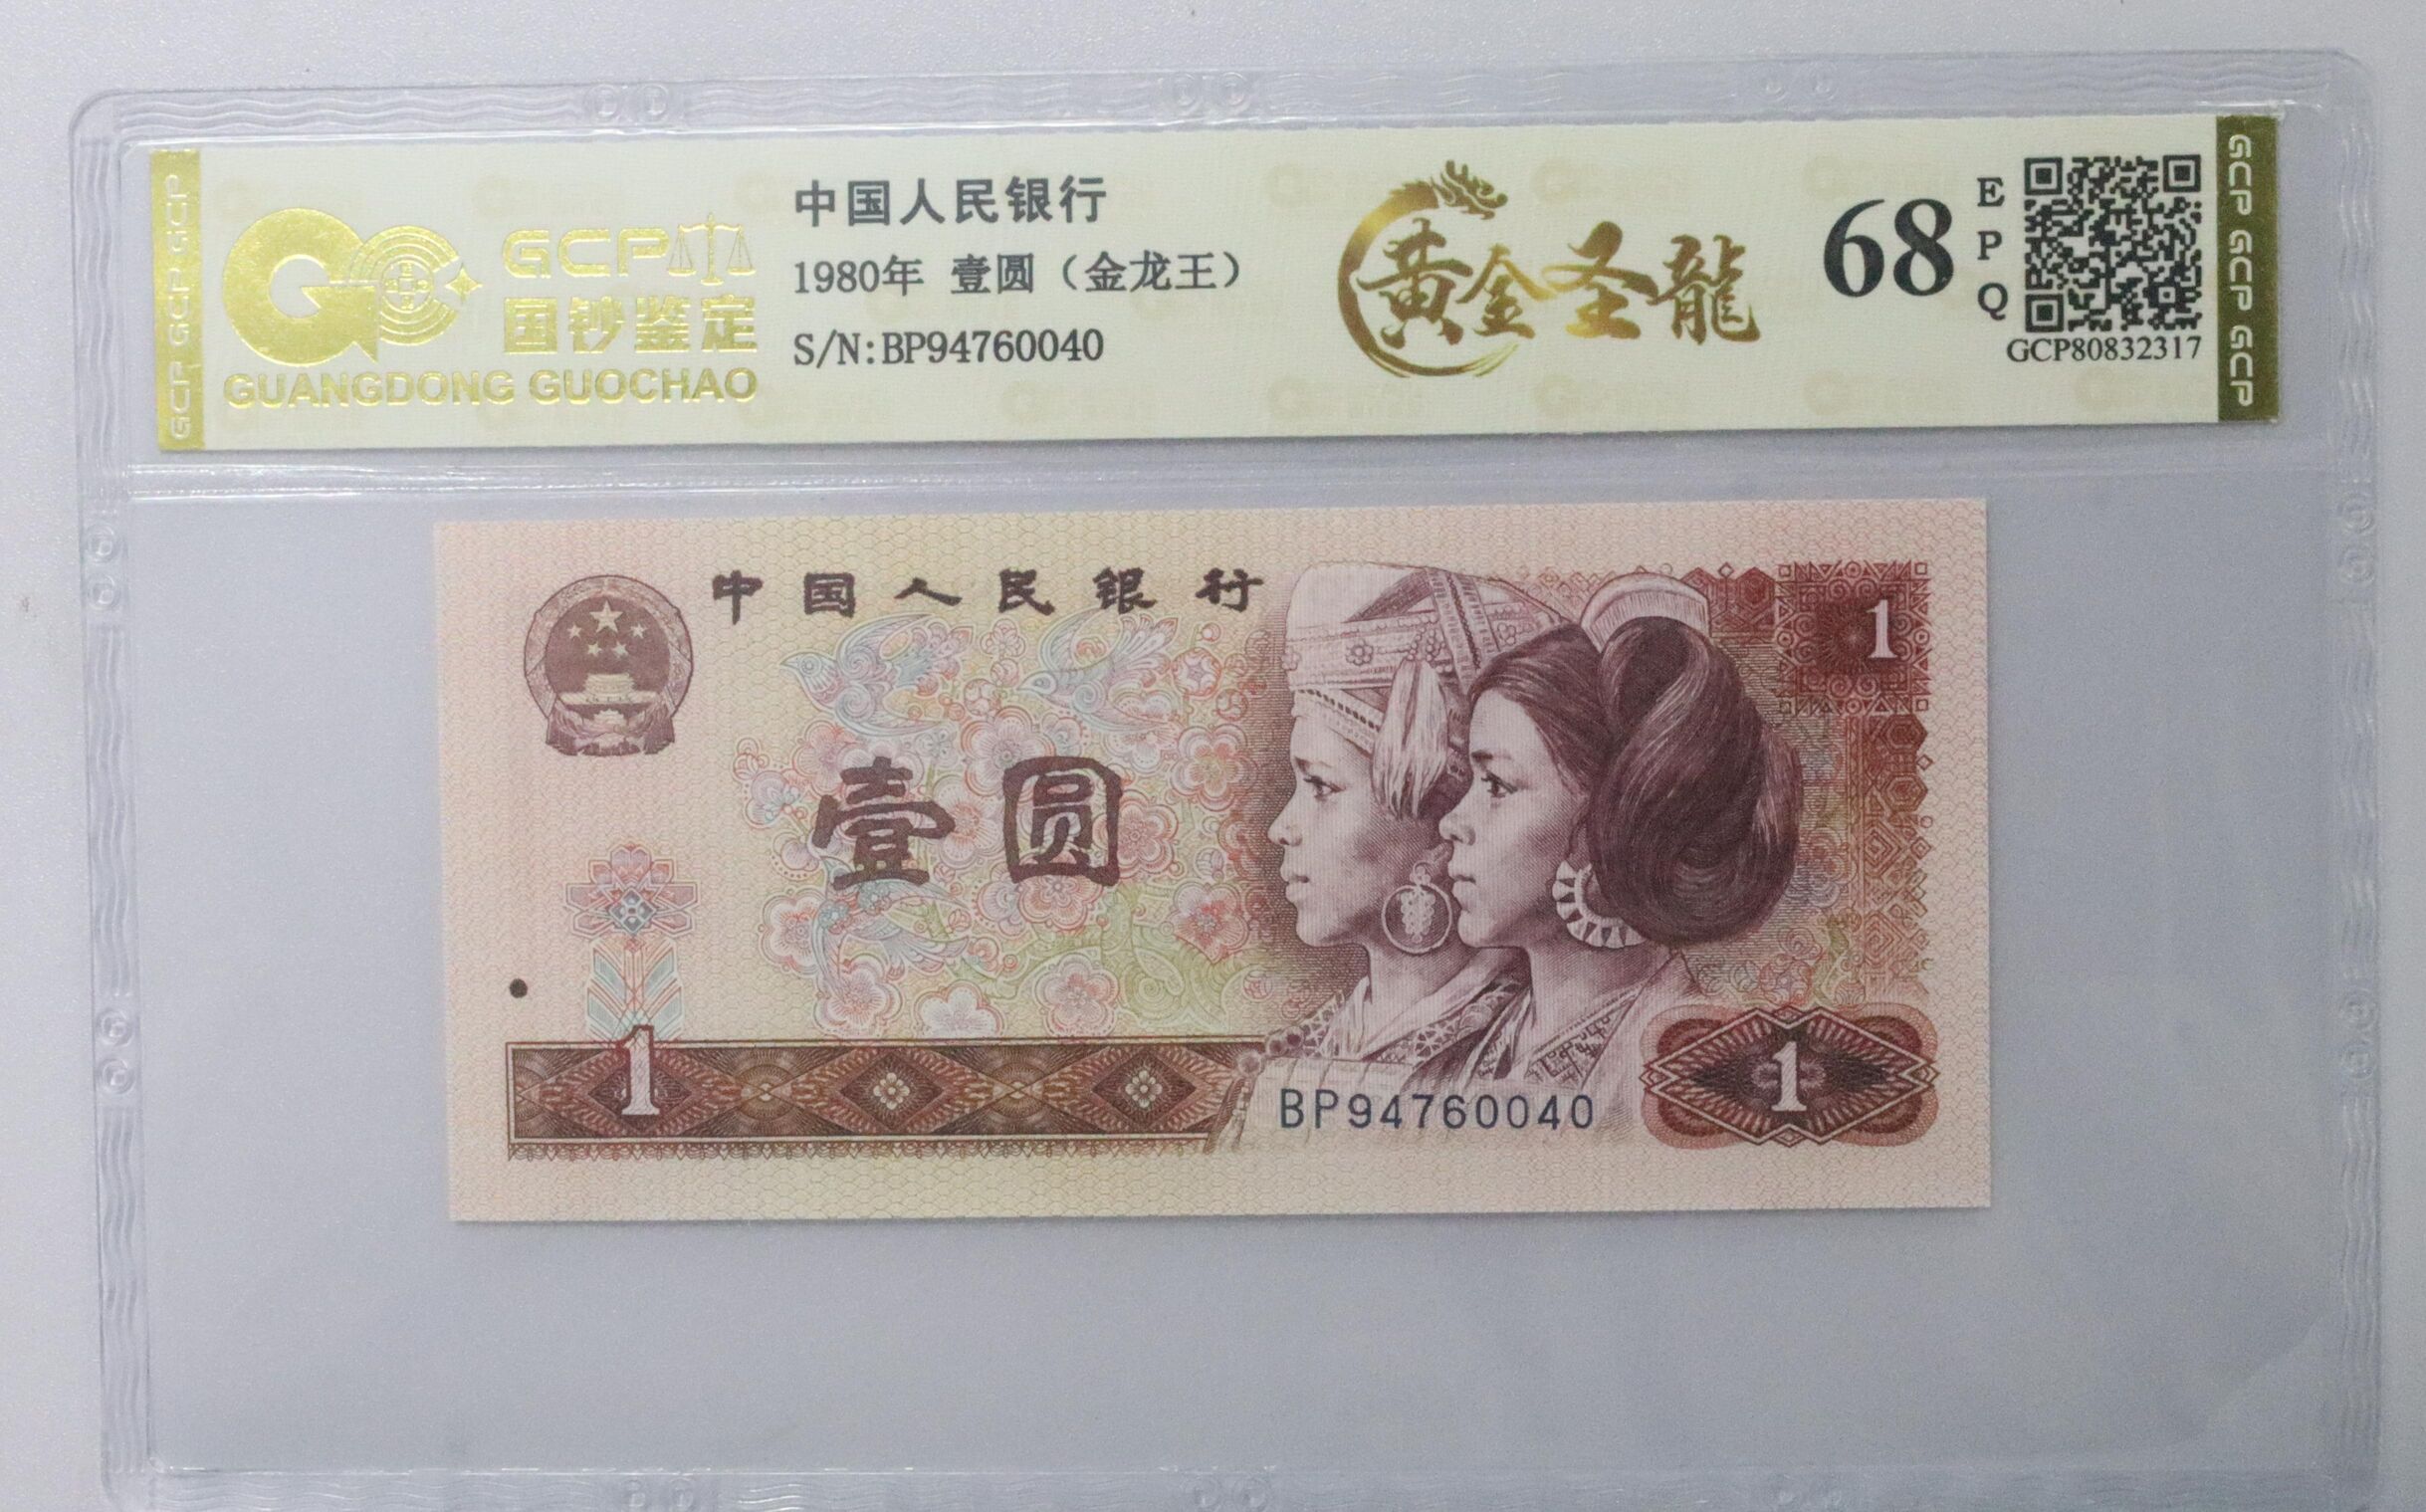 GCP GCP GCP
GCP
国钞鉴定
GUANGDONG GUOCHAO
中国人民银行
1980年 壹圆（金龙王）
S/N:BP94760040
黄金圣龍
68
E
P
Q
GCP80832317
GCP GCP GCP
中国人民银行
1
壹圆
1
BP94760040
1